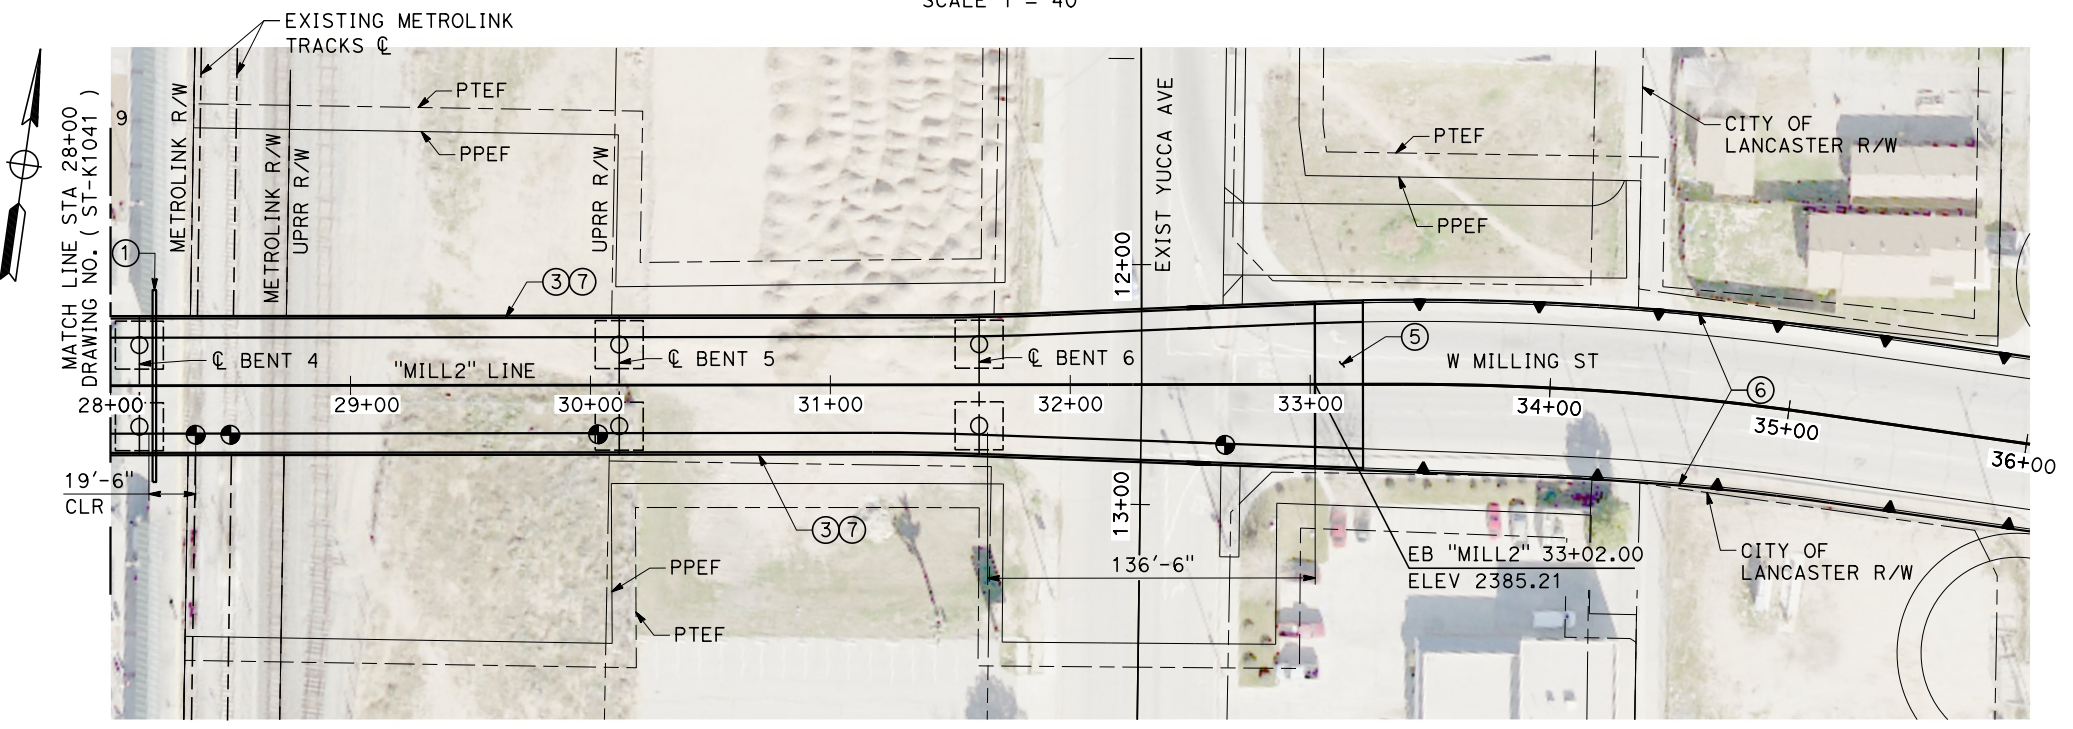 SCALE 1" = 40'
EXISTING METROLINK
TRACKS ℄
MATCH LINE STA 28+00
DRAWING NO. ( ST-K1041 )
9
METROLINK R/W
METROLINK R/W
UPRR R/W
PTEF
PPEF
UPRR R/W
EXIST YUCCA AVE
12+00
PTEF
PPEF
CITY OF
LANCASTER R/W
1
3 7
℄ BENT 4
"MILL2" LINE
℄ BENT 5
℄ BENT 6
5
W MILLING ST
6
28+00
29+00
30+00
31+00
32+00
33+00
34+00
35+00
36+00
19'-6"
CLR
3 7
13+00
136'-6"
PPEF
PTEF
EB "MILL2" 33+02.00
ELEV 2385.21
CITY OF
LANCASTER R/W